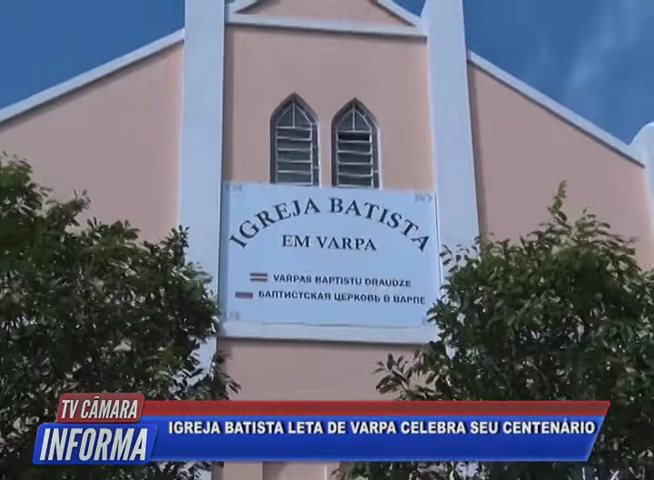 IGREJA BATISTA
EM VARPA
VARPAS BAPTISTU DRAUDZE
БАПТИСТСКАЯ ЦЕРКОВЬ В ВАРПЕ
TV CÂMARA
INFORMA
IGREJA BATISTA LETA DE VARPA CELEBRA SEU CENTENÁRIO